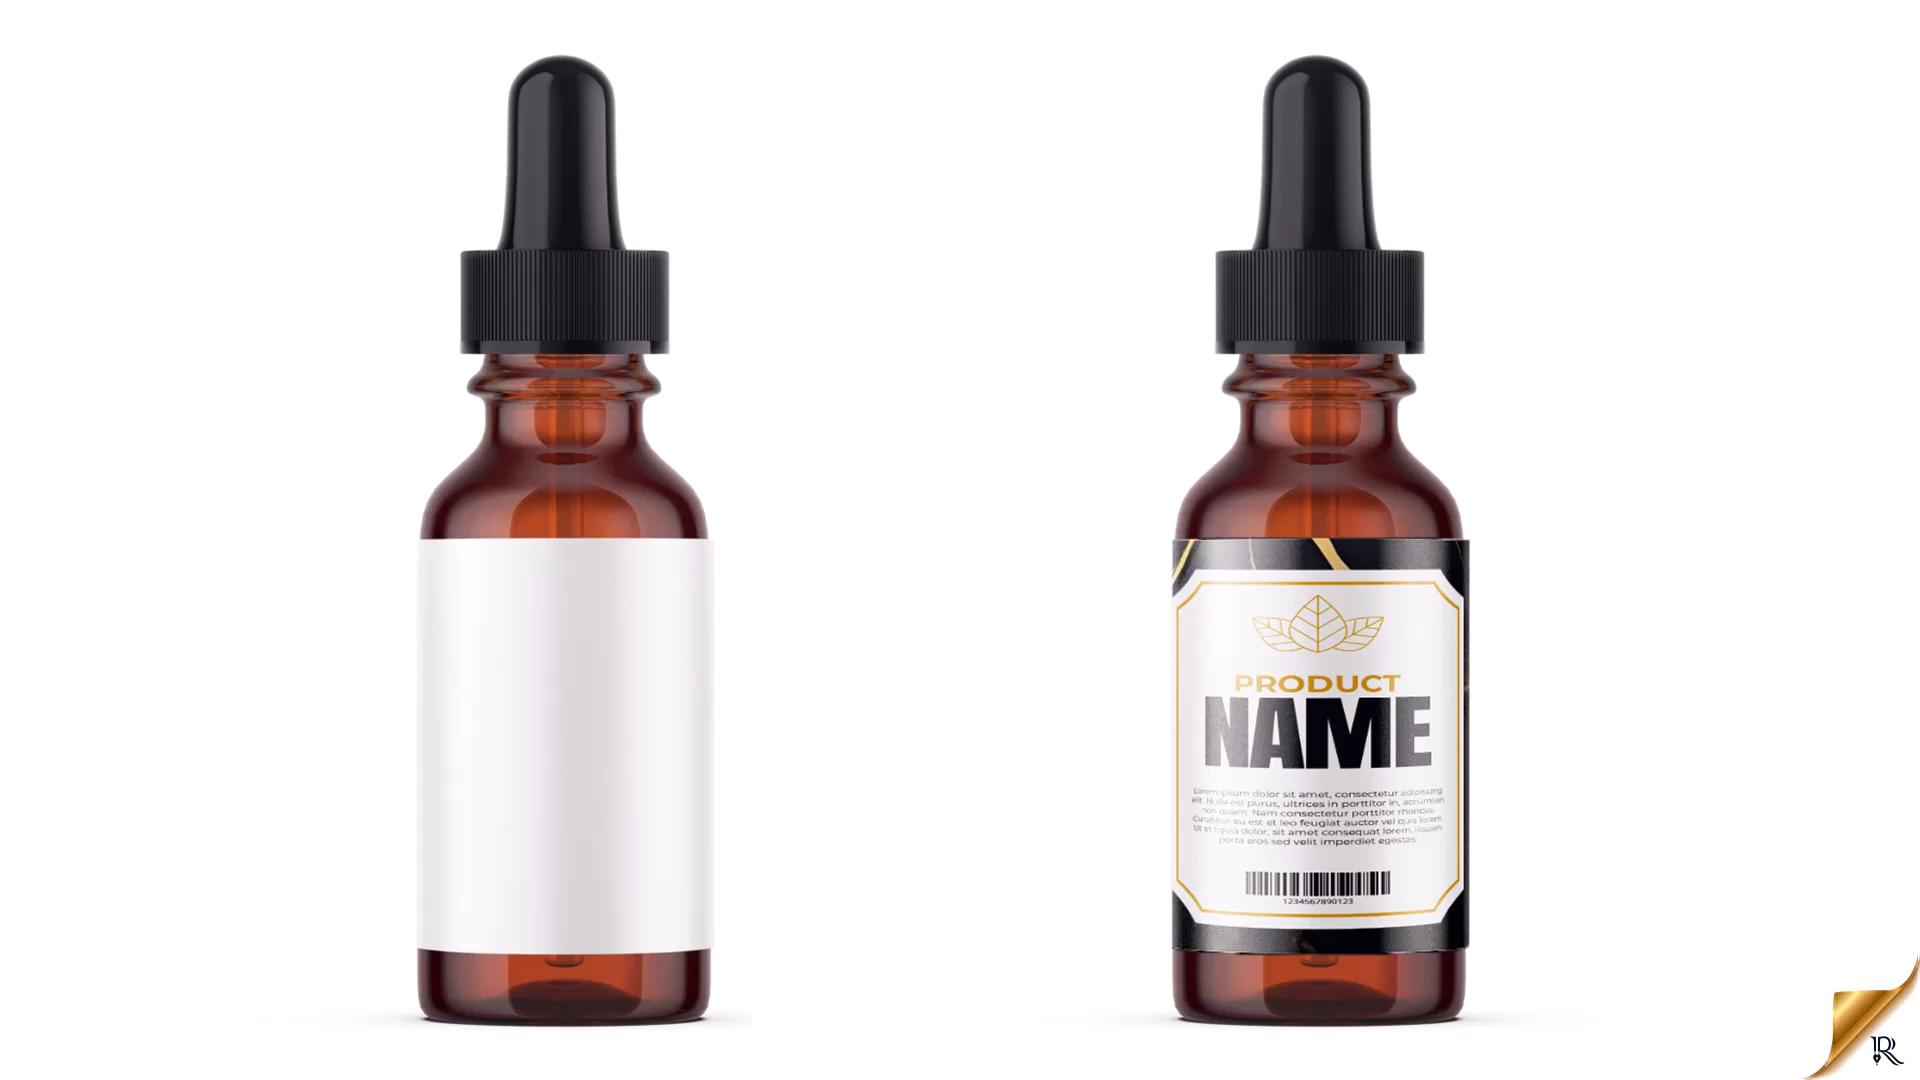 PRODUCT
NAME
Lorem ipsum dolor sit amet, consectetur adipiscing
elit. Nulla est purus, ultrices in porttitor in, accumsan
non quam. Nam consectetur porttitor rhoncus.
Curabitur eu est et leo feugiat auctor vel quis lorem.
Ut et ligula dolor, sit amet consequat lorem. liquam
porta eros sed velit imperdiet egestas.
1234567890123
R